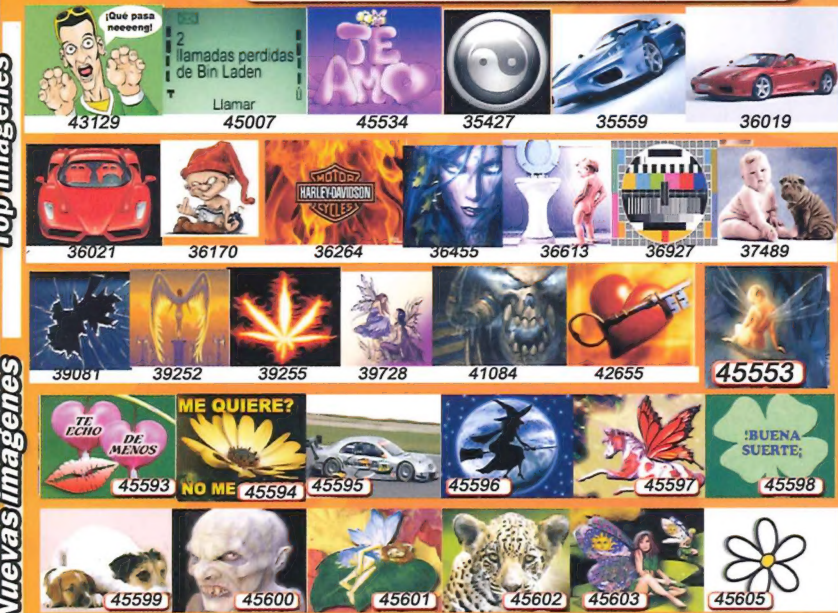 Top imágenes
¡Qué pasa
neeeeng!
2
llamadas perdidas
de Bin Laden
Llamar
TE
AMO
43129 45007 45534 35427 35559 36019
MOTOR
HARLEY-DAVIDSON
CYCLES
36021 36170 36264 36455 36613 36927 37489
39081 39252 39255 39728 41084 42655 45553
Nuevas imágenes
TE
ECHO
DE
MENOS
ME QUIERE?
NO ME
!BUENA
SUERTE;
45593 45594 45595 45596 45597 45598
45599 45600 45601 45602 45603 45605